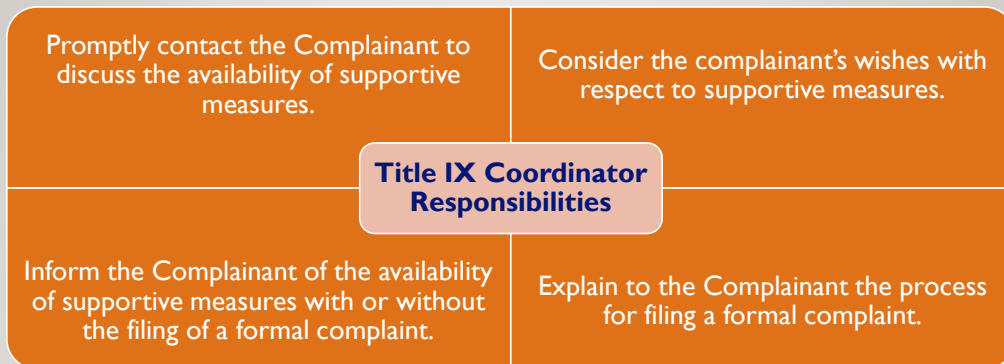 Promptly contact the Complainant to
discuss the availability of supportive
measures.
Consider the complainant’s wishes with
respect to supportive measures.
Title IX Coordinator
Responsibilities
Inform the Complainant of the availability
of supportive measures with or without
the filing of a formal complaint.
Explain to the Complainant the process
for filing a formal complaint.